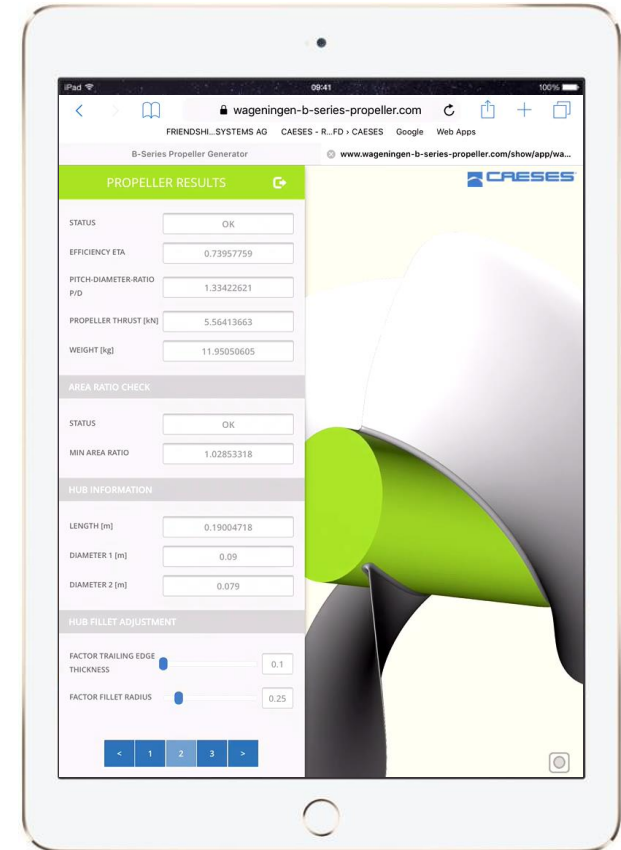 iPad 09:41 100%
wageningen-b-series-propeller.com
FRIENDSHI...SYSTEMS AG CAESES - R...FD › CAESES Google Web Apps
B-Series Propeller Generator www.wageningen-b-series-propeller.com/show/app/wa...
PROPELLER RESULTS
CAESES
STATUS OK
EFFICIENCY ETA 0.73957759
PITCH-DIAMETER-RATIO
P/D 1.33422621
PROPELLER THRUST [kN] 5.56413663
WEIGHT [kg] 11.95050605
AREA RATIO CHECK
STATUS OK
MIN AREA RATIO 1.02853318
HUB INFORMATION
LENGTH [m] 0.19004718
DIAMETER 1 [m] 0.09
DIAMETER 2 [m] 0.079
HUB FILLET ADJUSTMENT
FACTOR TRAILING EDGE
THICKNESS 0.1
FACTOR FILLET RADIUS 0.25
< 1 2 3 >